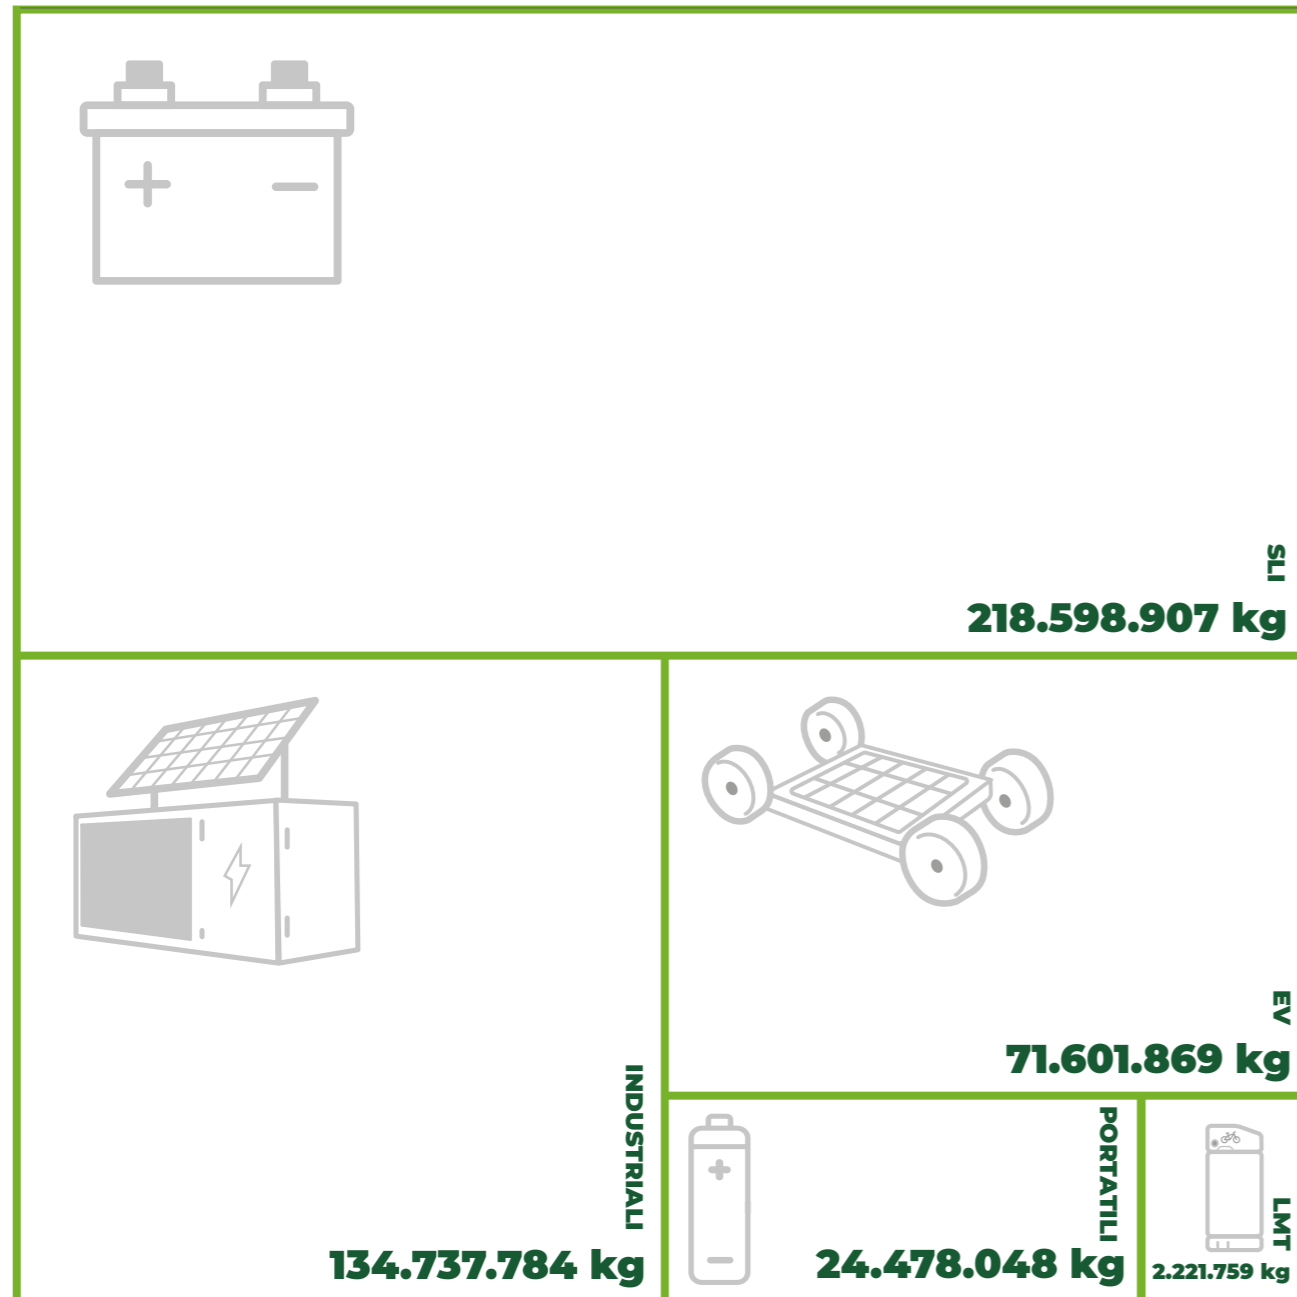 SLI
218.598.907 kg
INDUSTRIALI
134.737.784 kg
EV
71.601.869 kg
PORTATILI
24.478.048 kg
LMT
2.221.759 kg